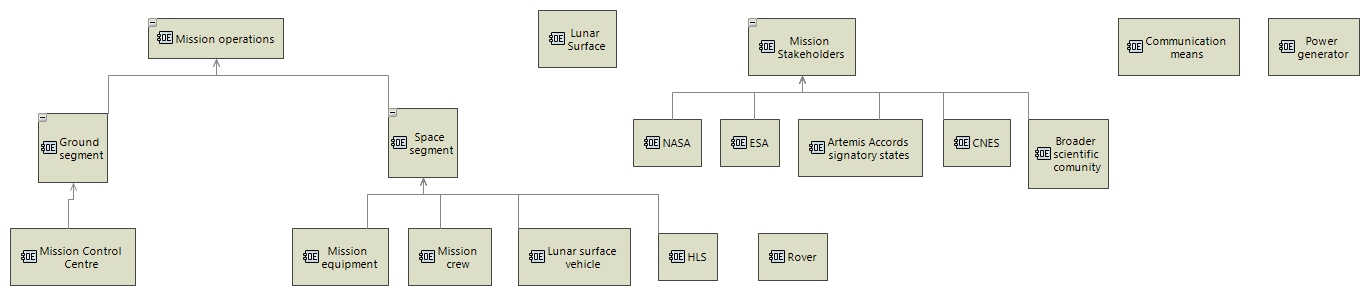 OE Mission operations
OE Lunar
Surface
OE Mission
Stakeholders
OE Communication
means
OE Power
generator
OE Ground
segment
OE Space
segment
OE NASA
OE ESA
OE Artemis Accords
signatory states
OE CNES
OE Broader
scientific
comunity
OE Mission Control
Centre
OE Mission
equipment
OE Mission
crew
OE Lunar surface
vehicle
OE HLS
OE Rover